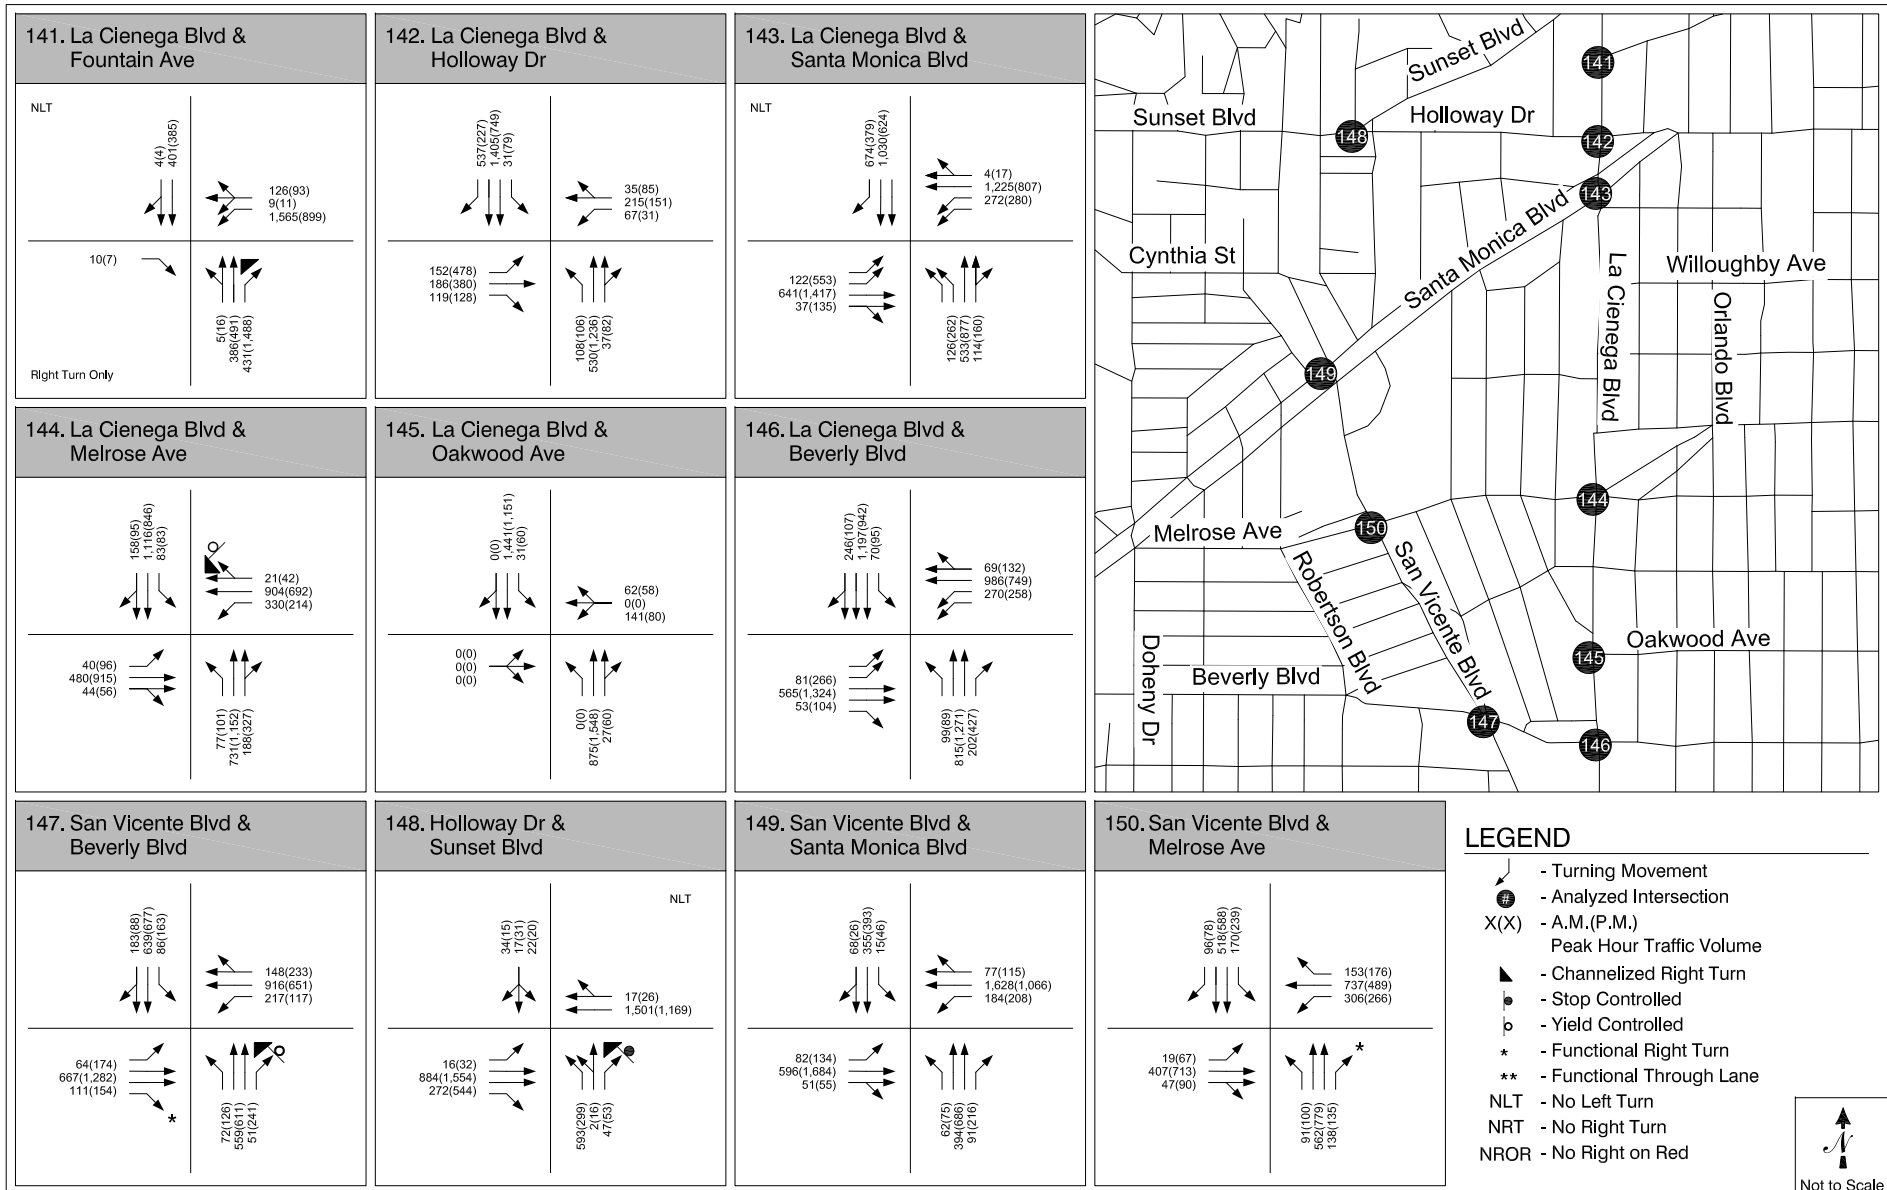 141. La Cienega Blvd &
Fountain Ave
NLT
4(4)
401(385)
126(93)
9(11)
1,565(899)
10(7)
5(16)
386(491)
431(1,488)
RIght Turn Only
142. La Cienega Blvd &
Holloway Dr
537(227)
1,405(749)
31(79)
35(85)
215(151)
67(31)
152(478)
186(380)
119(128)
108(106)
530(1,236)
37(82)
143. La Cienega Blvd &
Santa Monica Blvd
NLT
674(379)
1,030(624)
4(17)
1,225(807)
272(280)
122(553)
641(1,417)
37(135)
126(262)
533(877)
114(160)
144. La Cienega Blvd &
Melrose Ave
158(95)
1,116(846)
83(83)
21(42)
904(692)
330(214)
40(96)
480(915)
44(56)
77(101)
731(1,152)
188(327)
145. La Cienega Blvd &
Oakwood Ave
0(0)
1,441(1,151)
31(60)
62(58)
0(0)
141(80)
0(0)
0(0)
0(0)
0(0)
875(1,548)
27(60)
146. La Cienega Blvd &
Beverly Blvd
246(107)
1,197(942)
70(95)
69(132)
986(749)
270(258)
81(266)
565(1,324)
53(104)
99(89)
815(1,271)
202(427)
147. San Vicente Blvd &
Beverly Blvd
183(88)
639(677)
86(163)
148(233)
916(651)
217(117)
64(174)
667(1,282)
111(154)
*
72(126)
559(611)
51(241)
148. Holloway Dr &
Sunset Blvd
NLT
34(15)
17(31)
22(20)
17(26)
1,501(1,169)
16(32)
884(1,554)
272(544)
593(299)
2(16)
47(53)
149. San Vicente Blvd &
Santa Monica Blvd
68(26)
355(393)
15(46)
77(115)
1,628(1,066)
184(208)
82(134)
596(1,684)
51(55)
62(75)
394(686)
91(216)
150. San Vicente Blvd &
Melrose Ave
96(78)
518(588)
170(239)
153(176)
737(489)
306(266)
19(67)
407(713)
47(90)
*
91(100)
562(779)
138(135)
Sunset Blvd
141
Sunset Blvd
148
Holloway Dr
142
143
Cynthia St
Santa Monica Blvd
La Cienega Blvd
Willoughby Ave
Orlando Blvd
149
144
Melrose Ave
150
Robertson Blvd
San Vicente Blvd
Doheny Dr
Oakwood Ave
145
Beverly Blvd
147
146
LEGEND
- Turning Movement
# - Analyzed Intersection
X(X) - A.M.(P.M.)
Peak Hour Traffic Volume
- Channelized Right Turn
- Stop Controlled
- Yield Controlled
* - Functional Right Turn
** - Functional Through Lane
NLT - No Left Turn
NRT - No Right Turn
NROR - No Right on Red
N
Not to Scale